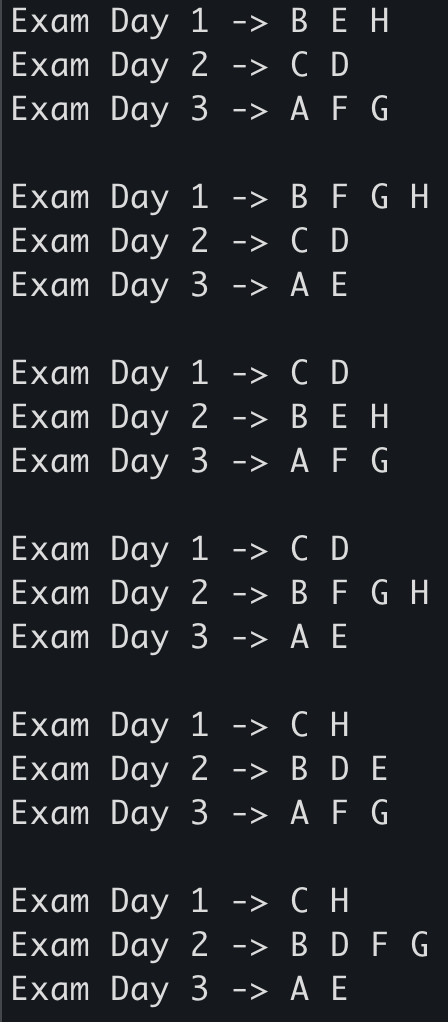 Exam Day 1 -> B E H
Exam Day 2 -> C D
Exam Day 3 -> A F G

Exam Day 1 -> B F G H
Exam Day 2 -> C D
Exam Day 3 -> A E

Exam Day 1 -> C D
Exam Day 2 -> B E H
Exam Day 3 -> A F G

Exam Day 1 -> C D
Exam Day 2 -> B F G H
Exam Day 3 -> A E

Exam Day 1 -> C H
Exam Day 2 -> B D E
Exam Day 3 -> A F G

Exam Day 1 -> C H
Exam Day 2 -> B D F G
Exam Day 3 -> A E